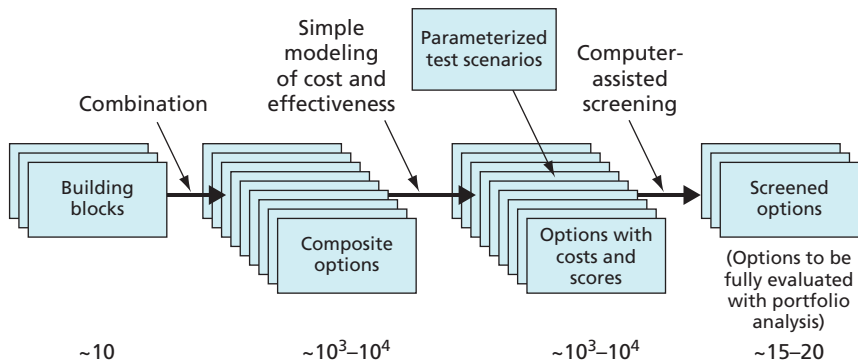 Simple
modeling
of cost and
effectiveness
Parameterized
test scenarios
Computer-
assisted
screening
Combination
Building
blocks
Composite
options
Options with
costs and
scores
Screened
options
(Options to be
fully evaluated
with portfolio
analysis)
~10
~10³–10⁴
~10³–10⁴
~15–20